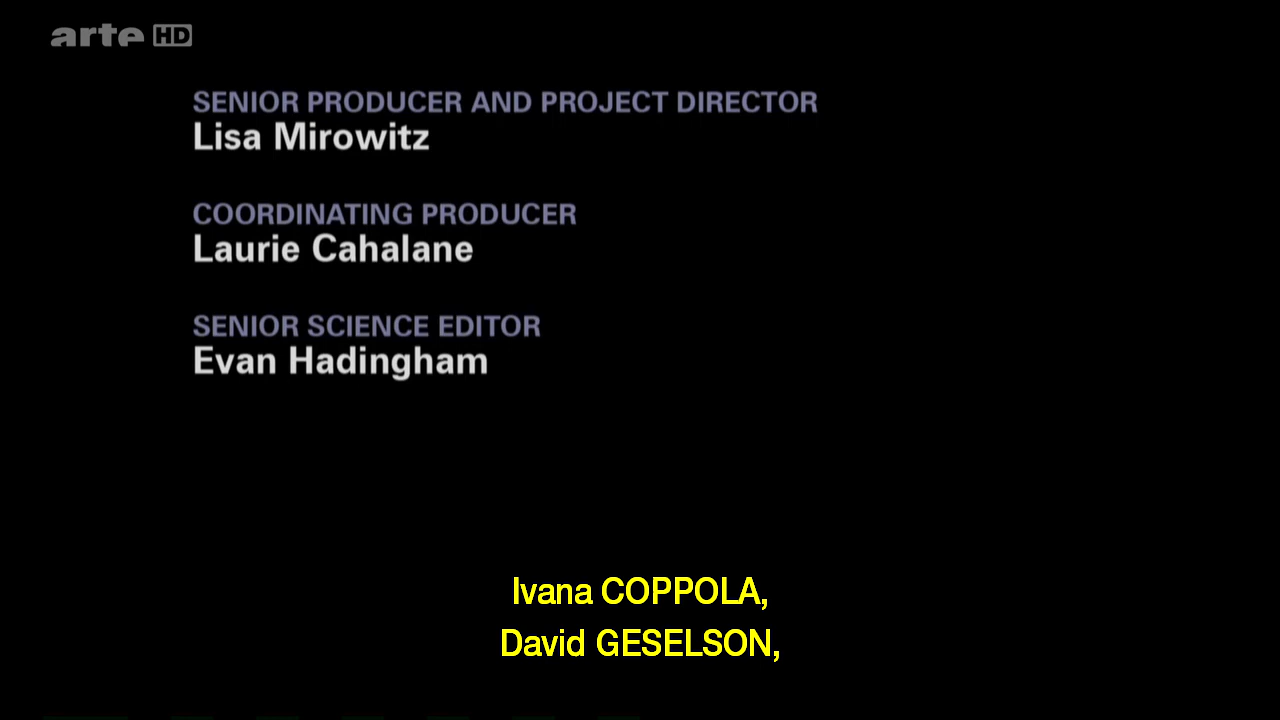 arte HD
SENIOR PRODUCER AND PROJECT DIRECTOR
Lisa Mirowitz
COORDINATING PRODUCER
Laurie Cahalane
SENIOR SCIENCE EDITOR
Evan Hadingham
Ivana COPPOLA,
David GESELSON,